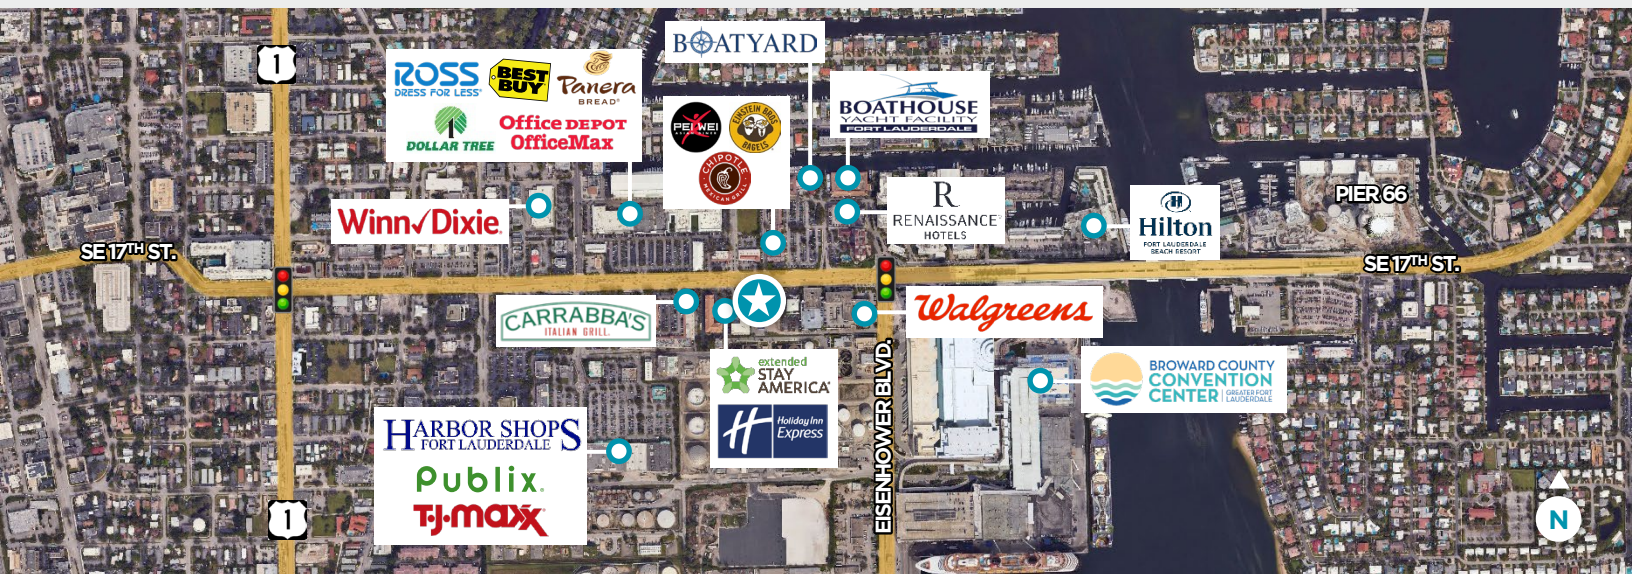 1
ROSS
DRESS FOR LESS
BEST
BUY
Panera
BREAD®
DOLLAR TREE
Office DEPOT
OfficeMax
BOATYARD
PEI WEI
EINSTEIN BROS
BAGELS
CHIPOTLE
MEXICAN GRILL
BOATHOUSE
YACHT FACILITY
FORT LAUDERDALE
Winn Dixie
R
RENAISSANCE®
HOTELS
Hilton
FORT LAUDERDALE
BEACH RESORT
PIER 66
SE 17TH ST.
SE 17TH ST.
CARRABBA'S
ITALIAN GRILL
Walgreens
EISENHOWER BLVD.
extended
STAY
AMERICA®
Holiday Inn
Express
BROWARD COUNTY
CONVENTION
CENTER
GREATER FORT
LAUDERDALE
HARBOR SHOPS
FORT LAUDERDALE
Publix
T·J·maxx
1
N